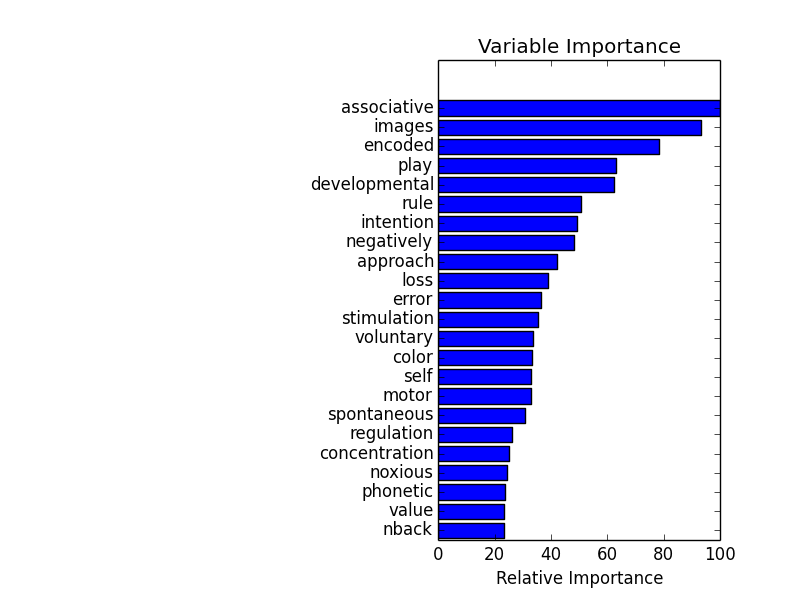 Variable Importance
associative
images
encoded
play
developmental
rule
intention
negatively
approach
loss
error
stimulation
voluntary
color
self
motor
spontaneous
regulation
concentration
noxious
phonetic
value
nback
0 20 40 60 80 100
Relative Importance